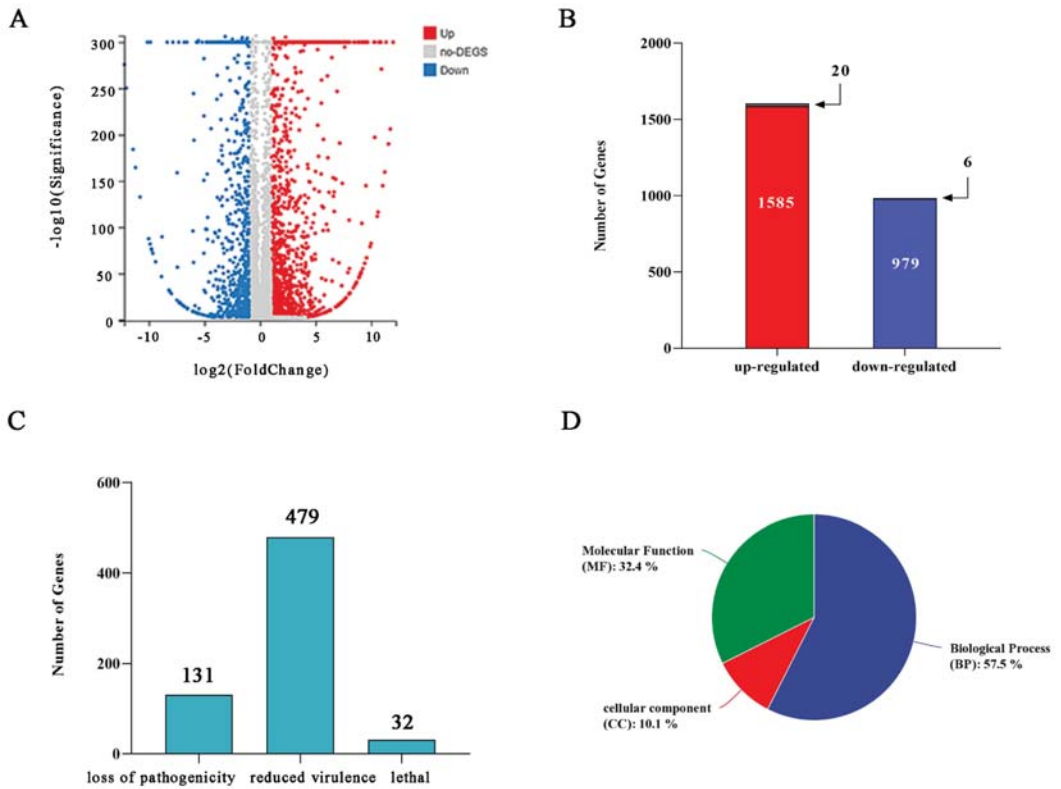 A
Up
no-DEGS
Down
300
250
200
150
100
50
0
-log10(Significance)
-10
-5
0
5
10
log2(FoldChange)
B
2000
1500
1000
500
0
Number of Genes
20
1585
6
979
up-regulated
down-regulated
C
600
400
200
0
Number of Genes
131
479
32
loss of pathogenicity
reduced virulence
lethal
D
Molecular Function
(MF): 32.4 %
cellular component
(CC): 10.1 %
Biological Process
(BP): 57.5 %